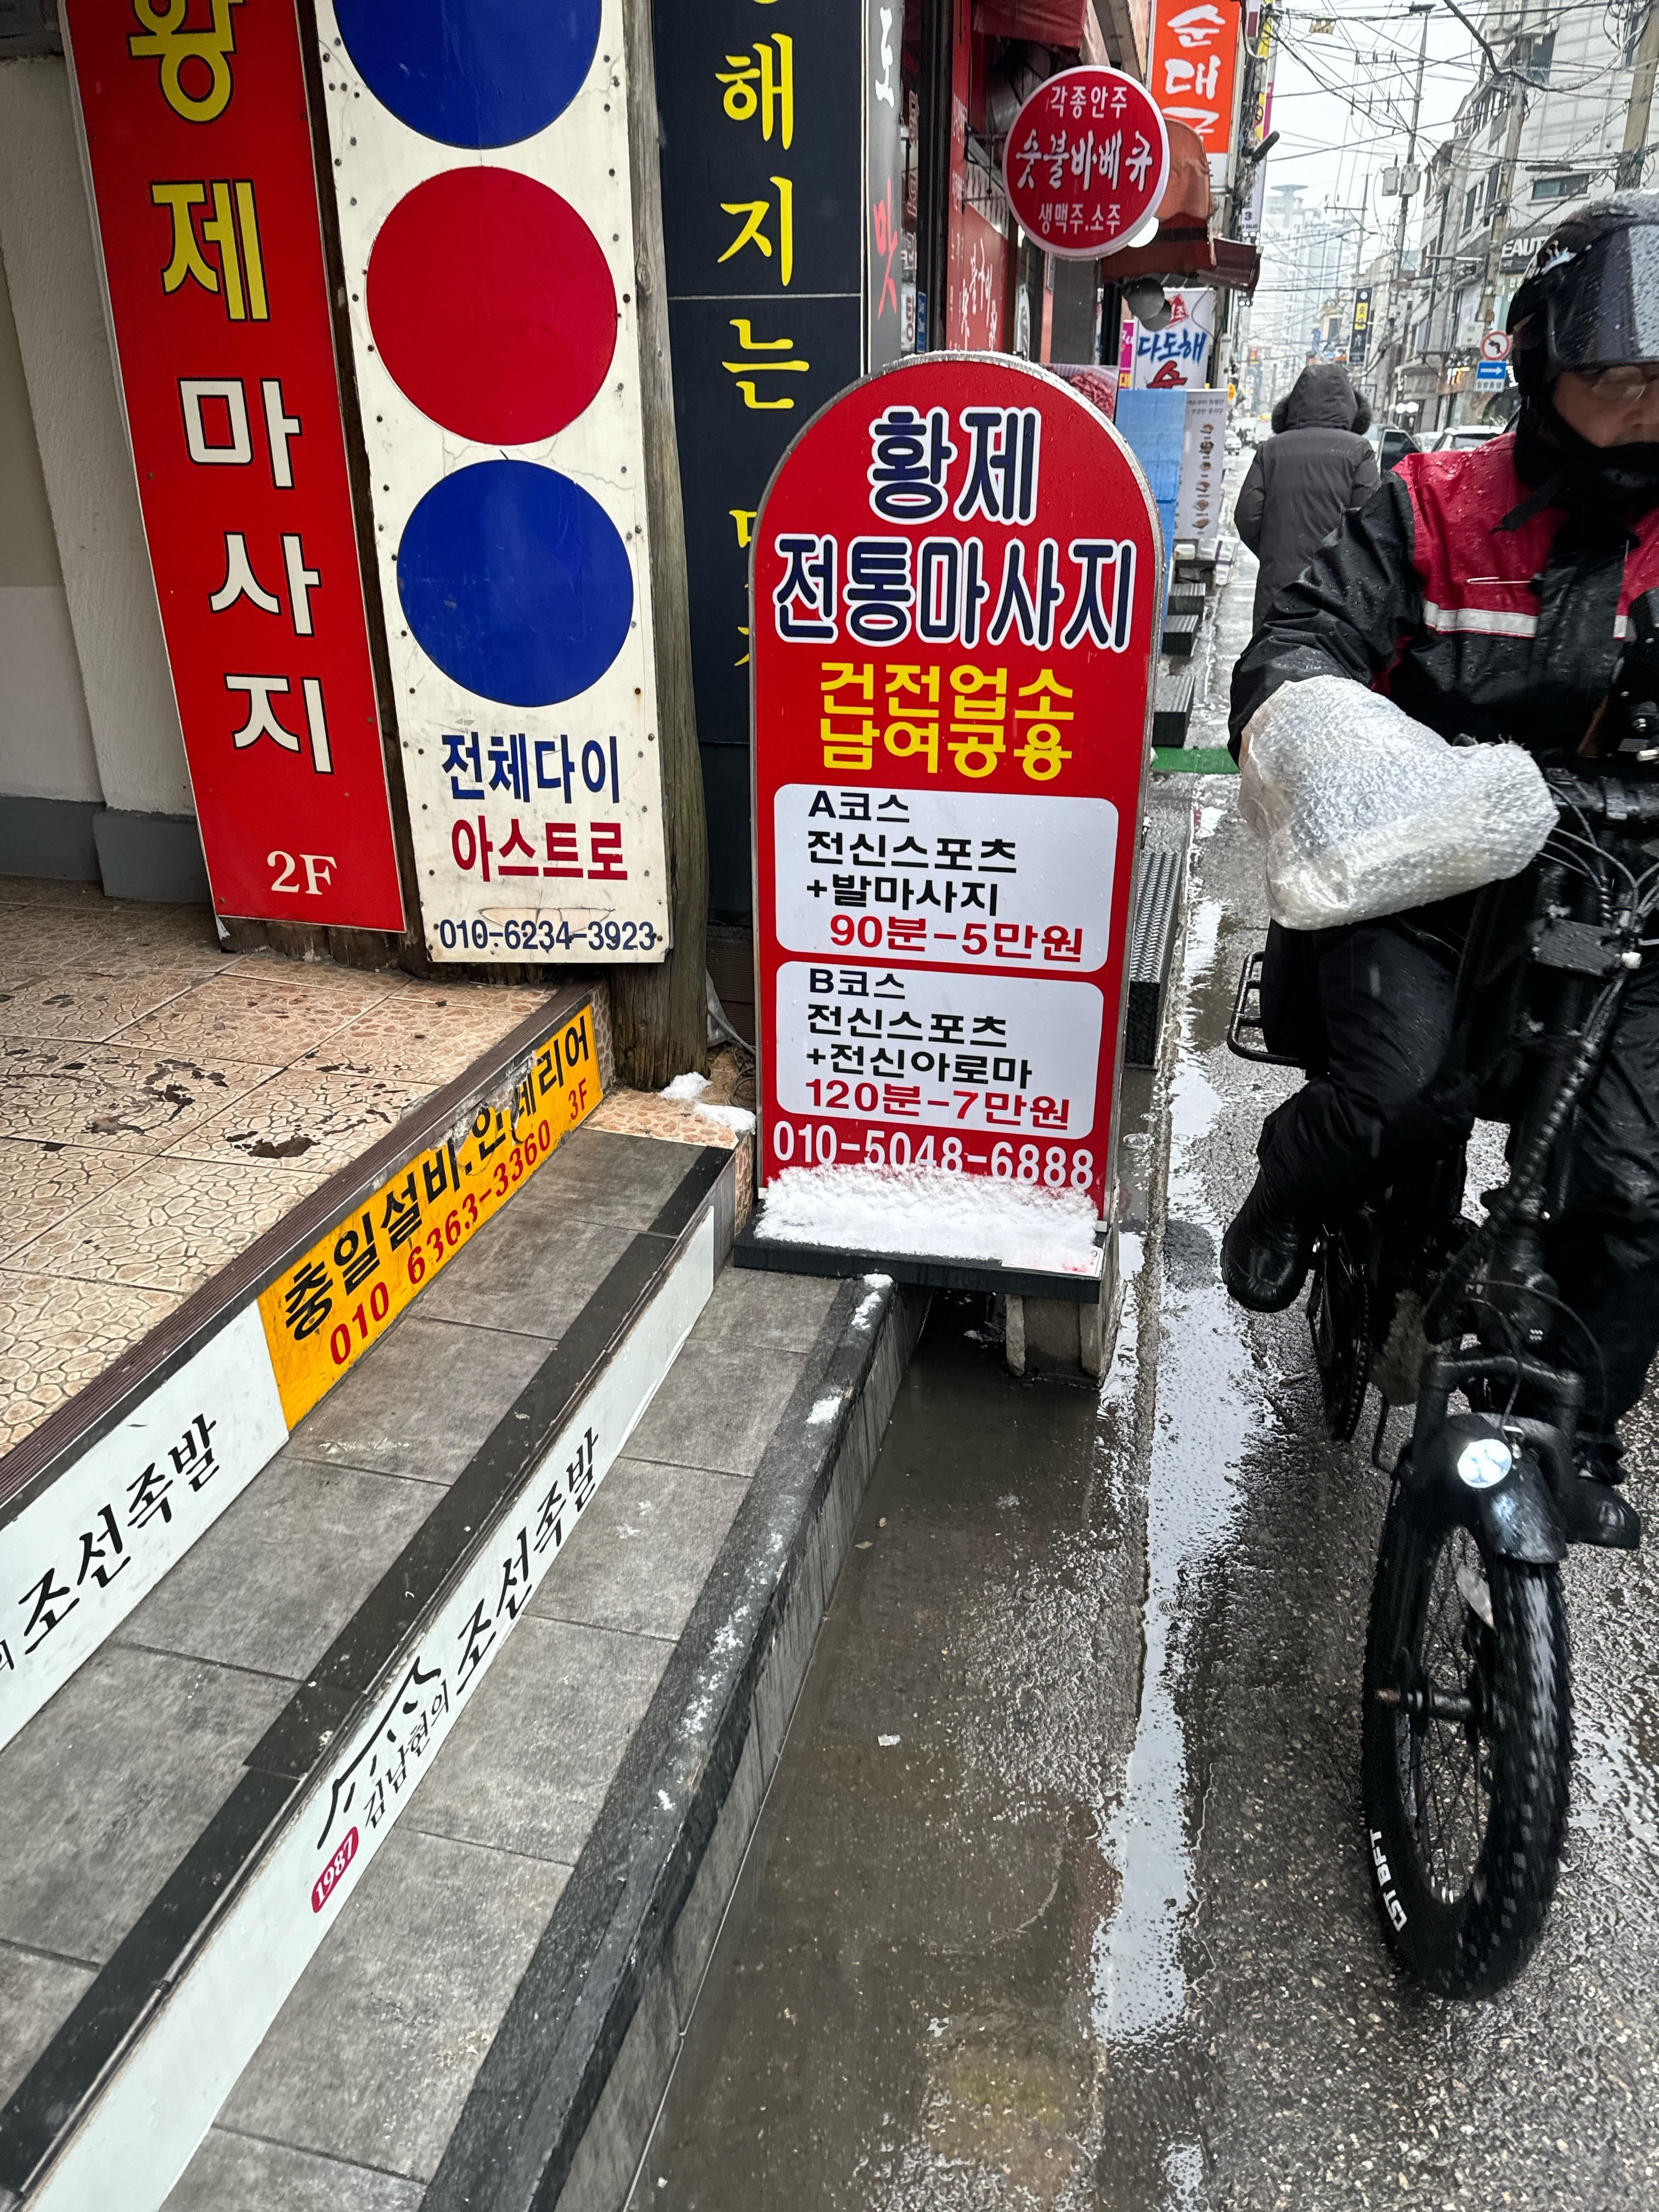 황제마사지
2F
전체다이
아스트로
010-6234-3923
해지는
황제
전통마사지
건전업소
남여공용
A코스
전신스포츠
+발마사지
90분-5만원
B코스
전신스포츠
+전신아로마
120분-7만원
010-5048-6888
각종안주
숯불바베큐
생맥주.소주
순대
다도해
맛
충일설비.인테리어
010 6363-3360 3F
의 조선족발
1987 김남현의 조선족발